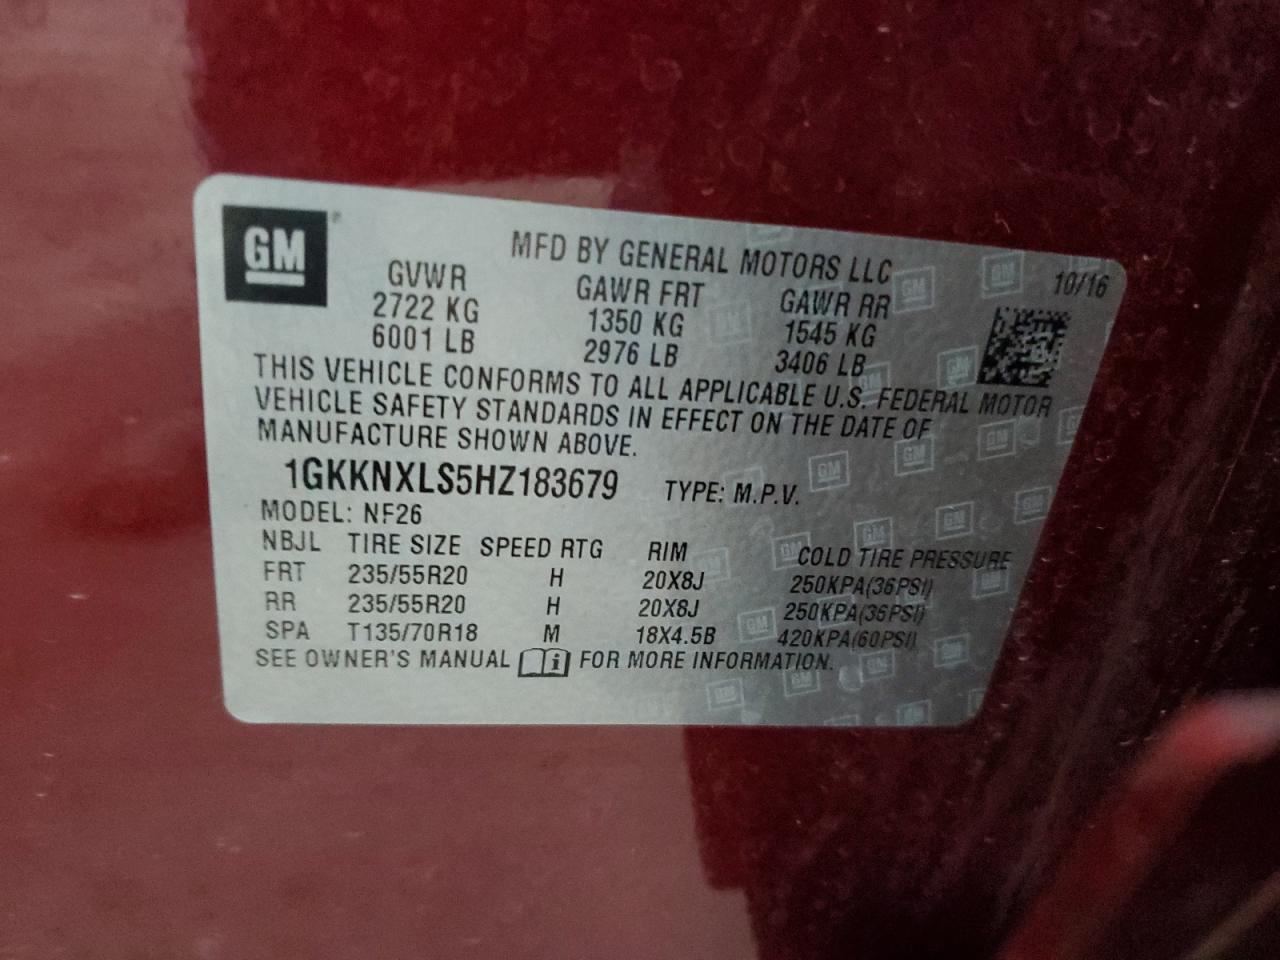 GM
MFD BY GENERAL MOTORS LLC
10/16
GVWR GAWR FRT GAWR RR
2722 KG 1350 KG 1545 KG
6001 LB 2976 LB 3406 LB
THIS VEHICLE CONFORMS TO ALL APPLICABLE U.S. FEDERAL MOTOR
VEHICLE SAFETY STANDARDS IN EFFECT ON THE DATE OF
MANUFACTURE SHOWN ABOVE.
1GKKNXLS5HZ183679 TYPE: M.P.V.
MODEL: NF26
NBJL TIRE SIZE SPEED RTG RIM COLD TIRE PRESSURE
FRT 235/55R20 H 20X8J 250KPA(36PSI)
RR 235/55R20 H 20X8J 250KPA(36PSI)
SPA T135/70R18 M 18X4.5B 420KPA(60PSI)
SEE OWNER'S MANUAL i FOR MORE INFORMATION.